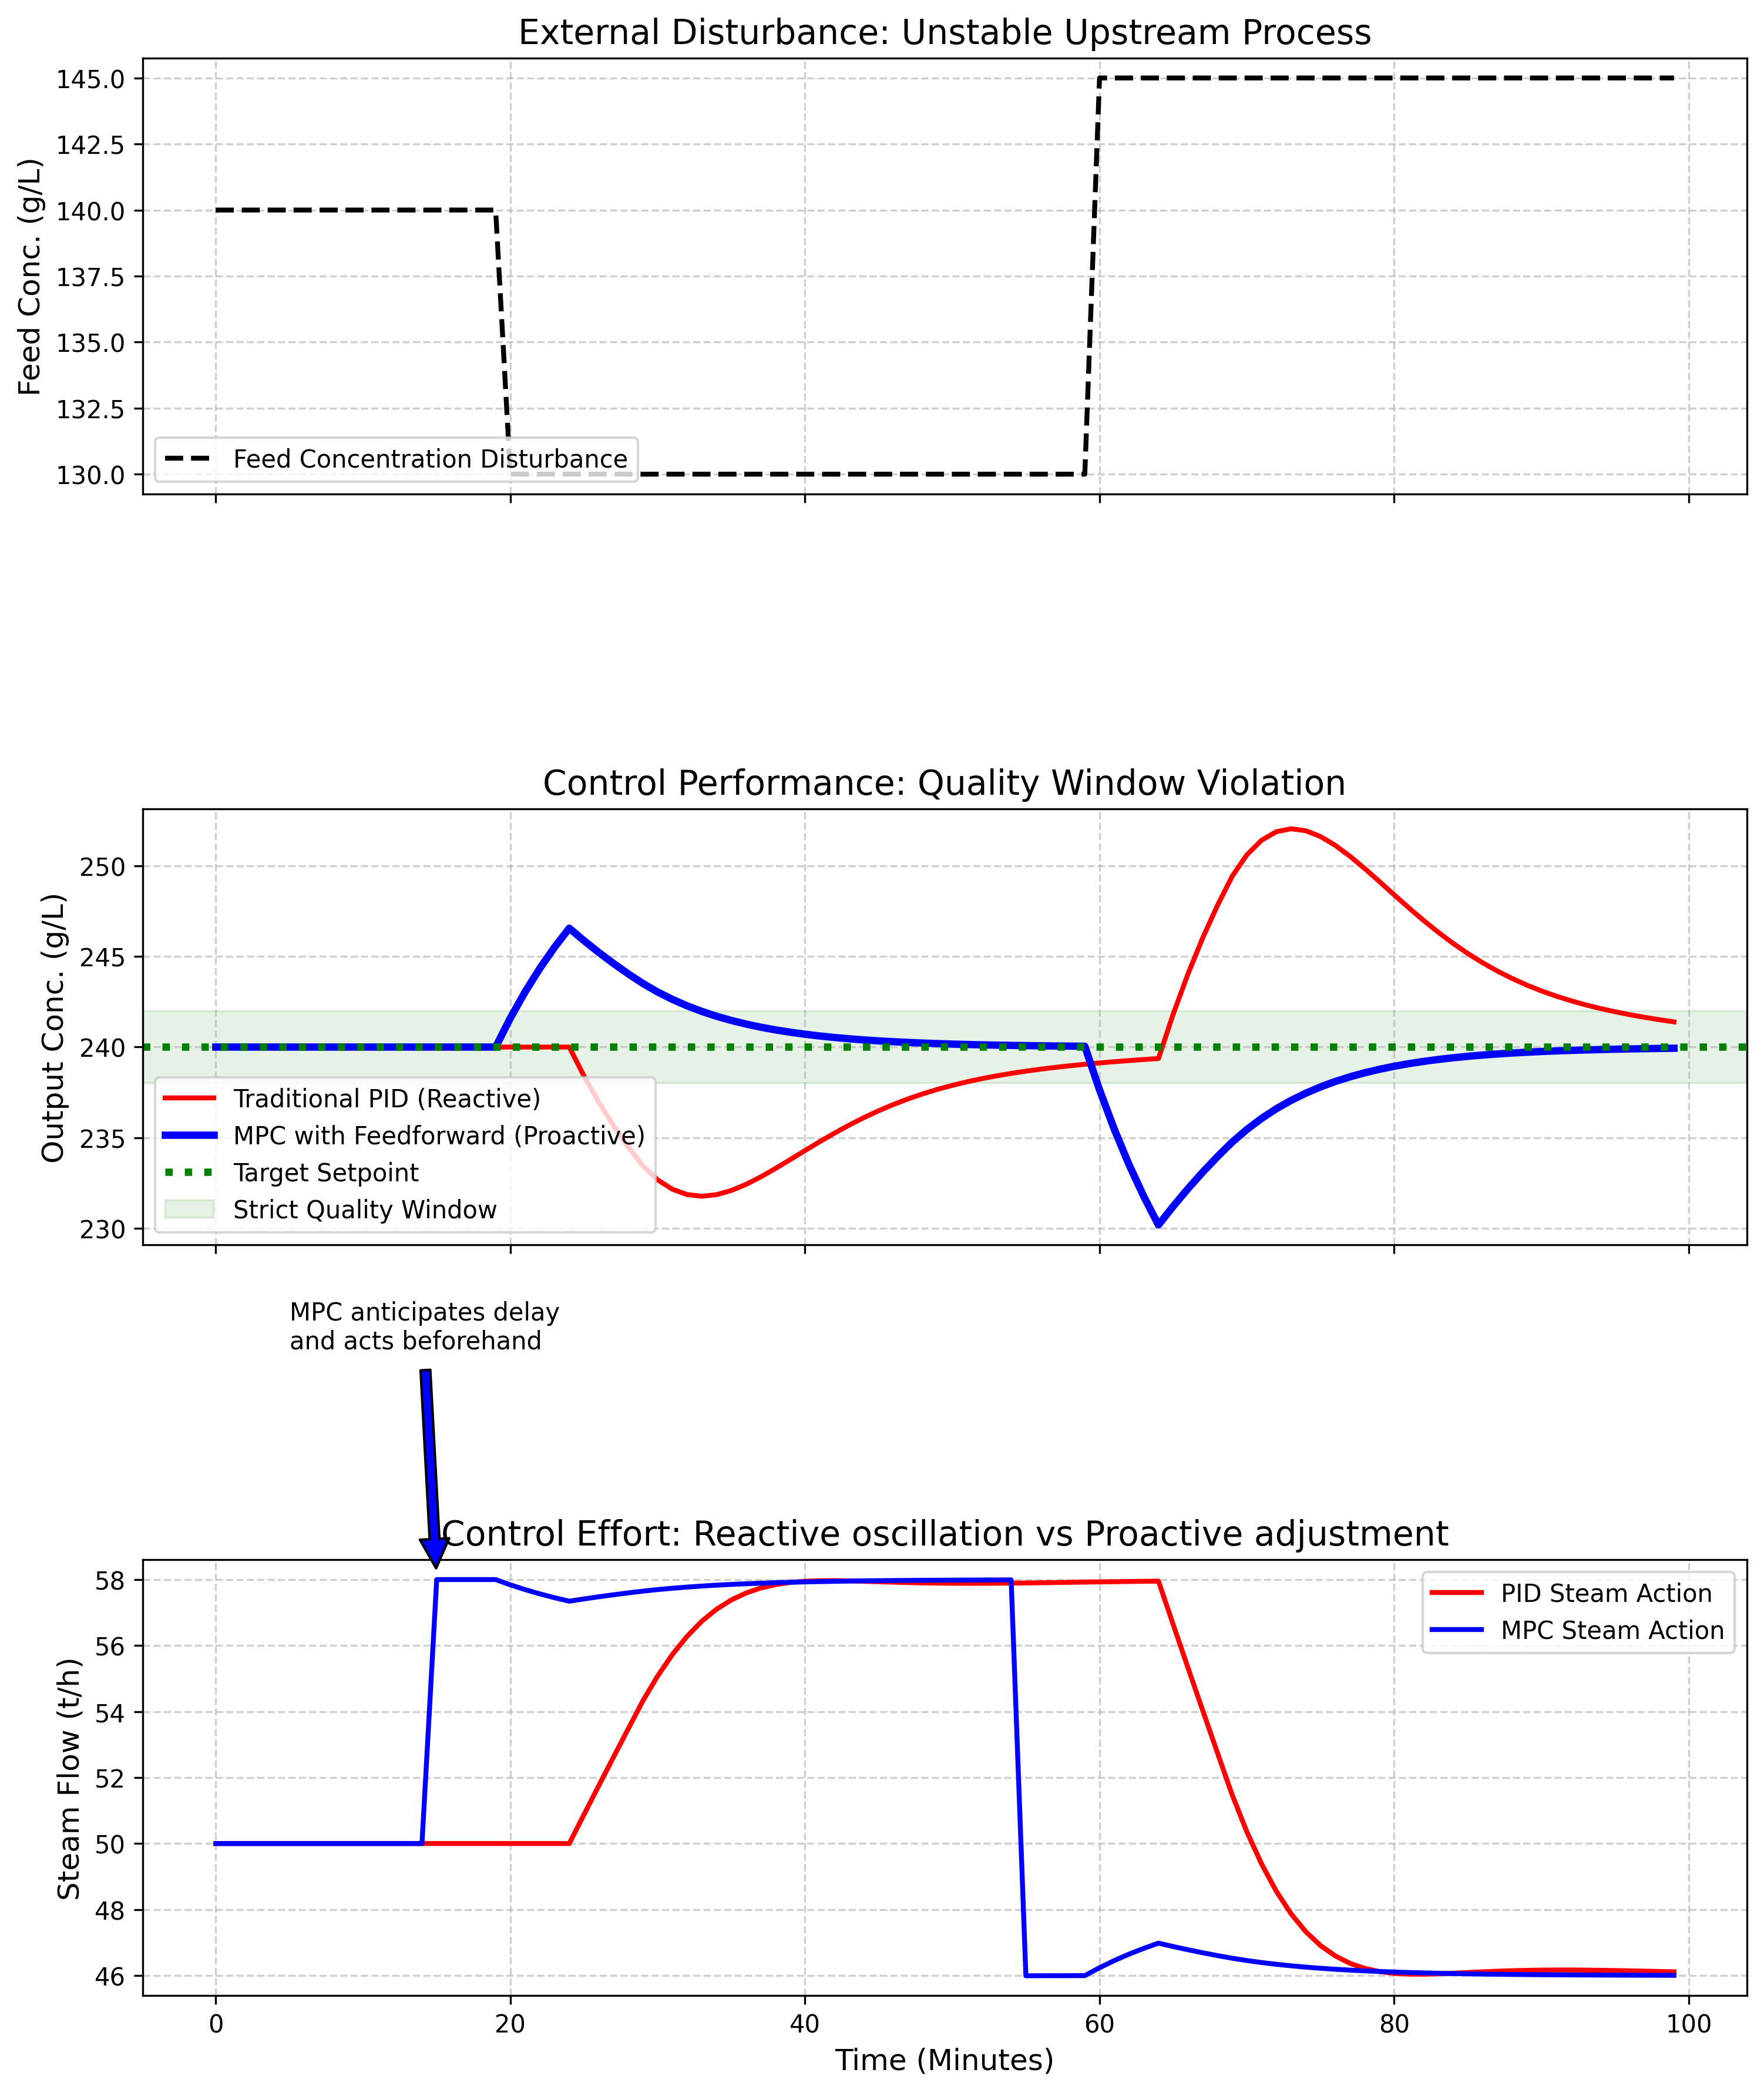 External Disturbance: Unstable Upstream Process
Feed Conc. (g/L)
145.0
142.5
140.0
137.5
135.0
132.5
130.0
Feed Concentration Disturbance
Control Performance: Quality Window Violation
Output Conc. (g/L)
250
245
240
235
230
Traditional PID (Reactive)
MPC with Feedforward (Proactive)
Target Setpoint
Strict Quality Window
MPC anticipates delay
and acts beforehand
Control Effort: Reactive oscillation vs Proactive adjustment
Steam Flow (t/h)
58
56
54
52
50
48
46
PID Steam Action
MPC Steam Action
0 20 40 60 80 100
Time (Minutes)